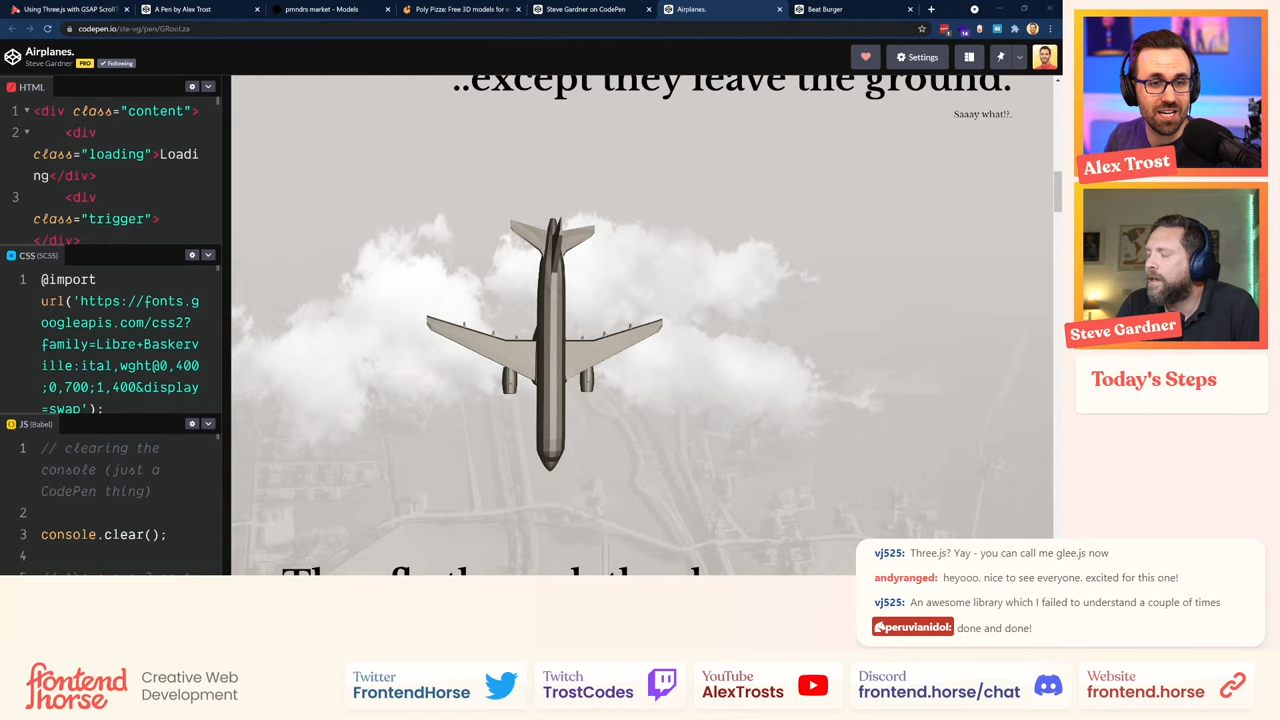 Using Three.js with GSAP Scroll
A Pen by Alex Trost
pmndrs market - Models
Poly Pizza: Free 3D models for
Steve Gardner on CodePen
Airplanes.
Beat Burger
codepen.io/ste-vg/pen/GRooLza
Airplanes.
Steve Gardner PRO ✓ Following
Settings
HTML
1 <div class="content">
2 <div
class="loading">Loadi
ng</div>
3 <div
class="trigger">
</div>
CSS (SCSS)
1 @import
url('https://fonts.g
oogleapis.com/css2?
family=Libre+Baskerv
ille:ital,wght@0,400
;0,700;1,400&display
=swap');
JS (Babel)
1 // clearing the
console (just a
CodePen thing)
2
3 console.clear();
4
..except they leave the ground.
Saaay what!?.
Alex Trost
Steve Gardner
Today's Steps
vj525: Three.js? Yay - you can call me glee.js now
andyranged: heyooo. nice to see everyone. excited for this one!
vj525: An awesome library which I failed to understand a couple of times
peruvianidol: done and done!
frontend horse
Creative Web
Development
Twitter
FrontendHorse
Twitch
TrostCodes
YouTube
AlexTrosts
Discord
frontend.horse/chat
Website
frontend.horse